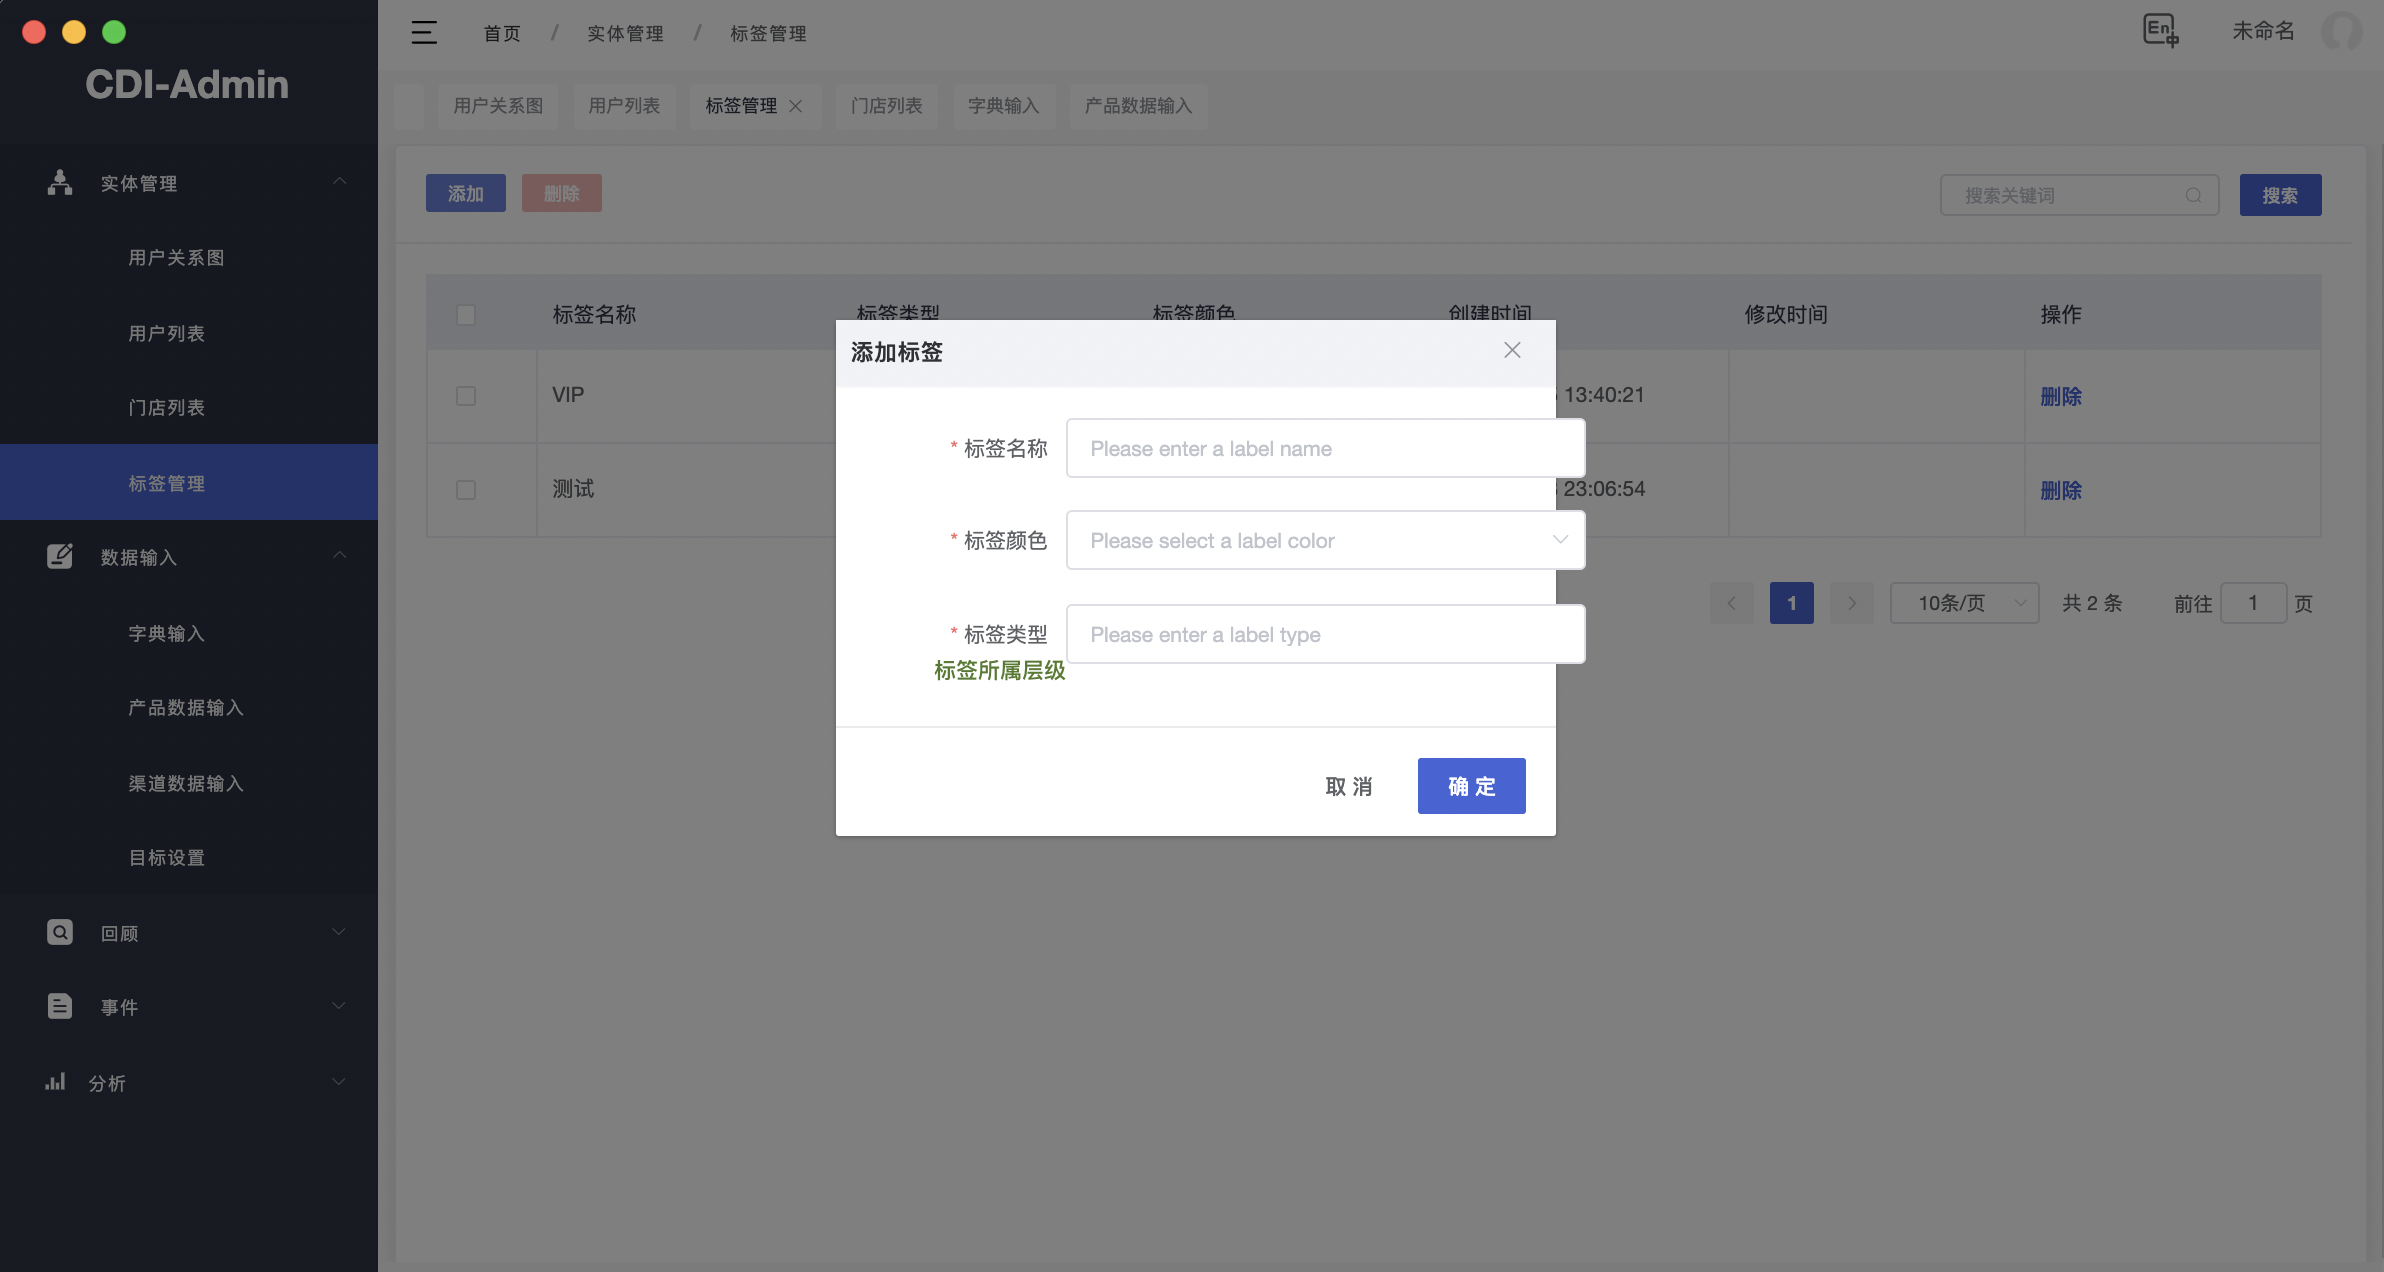 首页 / 实体管理 / 标签管理
未命名
CDI-Admin
用户关系图
用户列表
标签管理
门店列表
字典输入
产品数据输入
实体管理
用户关系图
用户列表
门店列表
标签管理
数据输入
字典输入
产品数据输入
渠道数据输入
目标设置
回顾
事件
分析
添加
删除
搜索关键词
搜索
标签名称
标签类型
标签颜色
创建时间
修改时间
操作
VIP
13:40:21
删除
测试
23:06:54
删除
1
10条/页
共 2 条
前往
1
页
添加标签
* 标签名称
Please enter a label name
* 标签颜色
Please select a label color
* 标签类型
Please enter a label type
标签所属层级
取 消
确 定